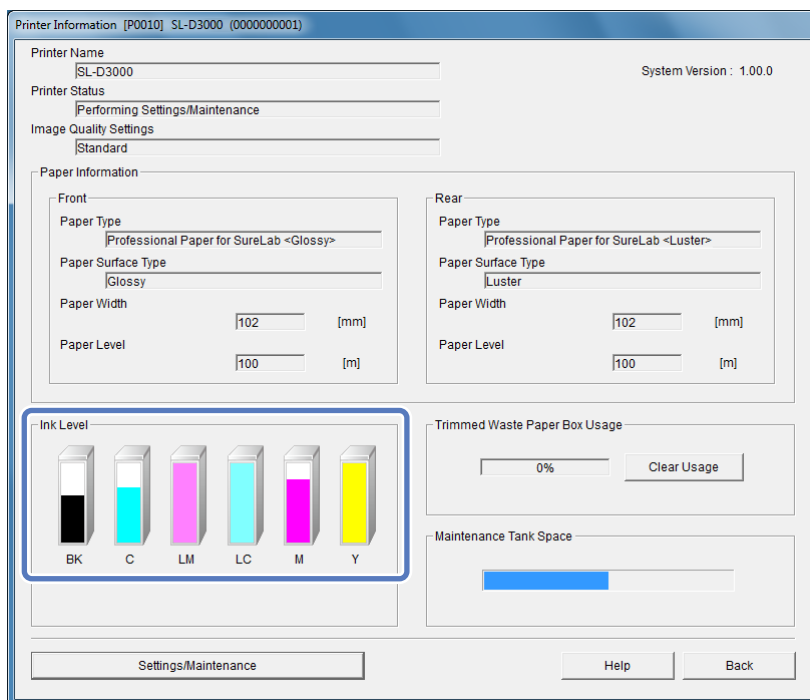 Printer Information [P0010] SL-D3000 (0000000001)
Printer Name
SL-D3000
System Version : 1.00.0
Printer Status
Performing Settings/Maintenance
Image Quality Settings
Standard
Paper Information
Front
Paper Type
Professional Paper for SureLab <Glossy>
Paper Surface Type
Glossy
Paper Width
102 [mm]
Paper Level
100 [m]
Rear
Paper Type
Professional Paper for SureLab <Luster>
Paper Surface Type
Luster
Paper Width
102 [mm]
Paper Level
100 [m]
Ink Level
BK C LM LC M Y
Trimmed Waste Paper Box Usage
0% Clear Usage
Maintenance Tank Space
Settings/Maintenance Help Back